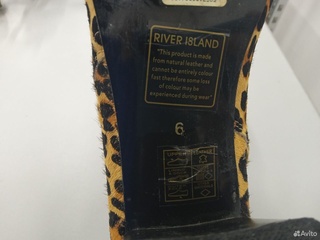 RIVER ISLAND
"This product is made
from natural leather and
cannot be entirely colour
fast therefore some loss
of colour may be
experienced during wear"
6
Avito